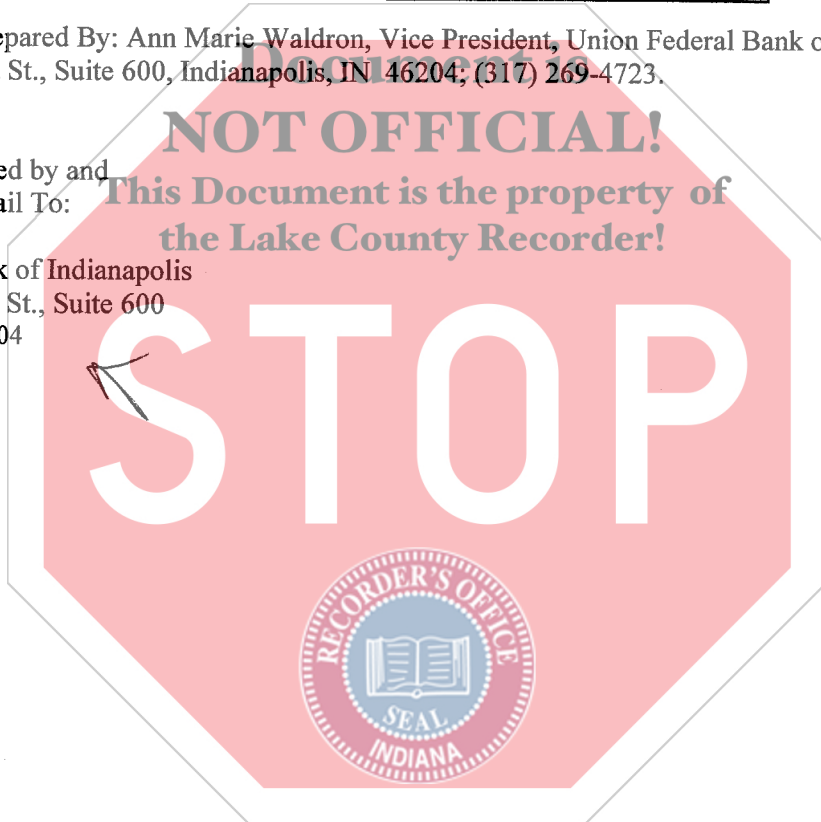 epared By: Ann Marie Waldron, Vice President, Union Federal Bank o
St., Suite 600, Indianapolis, IN 46204; (317) 269-4723.
Document is
NOT OFFICIAL!
This Document is the property of
the Lake County Recorder!
ed by and
ail To:
k of Indianapolis
St., Suite 600
04
STOP
RECORDER'S OFFICE
SEAL
INDIANA